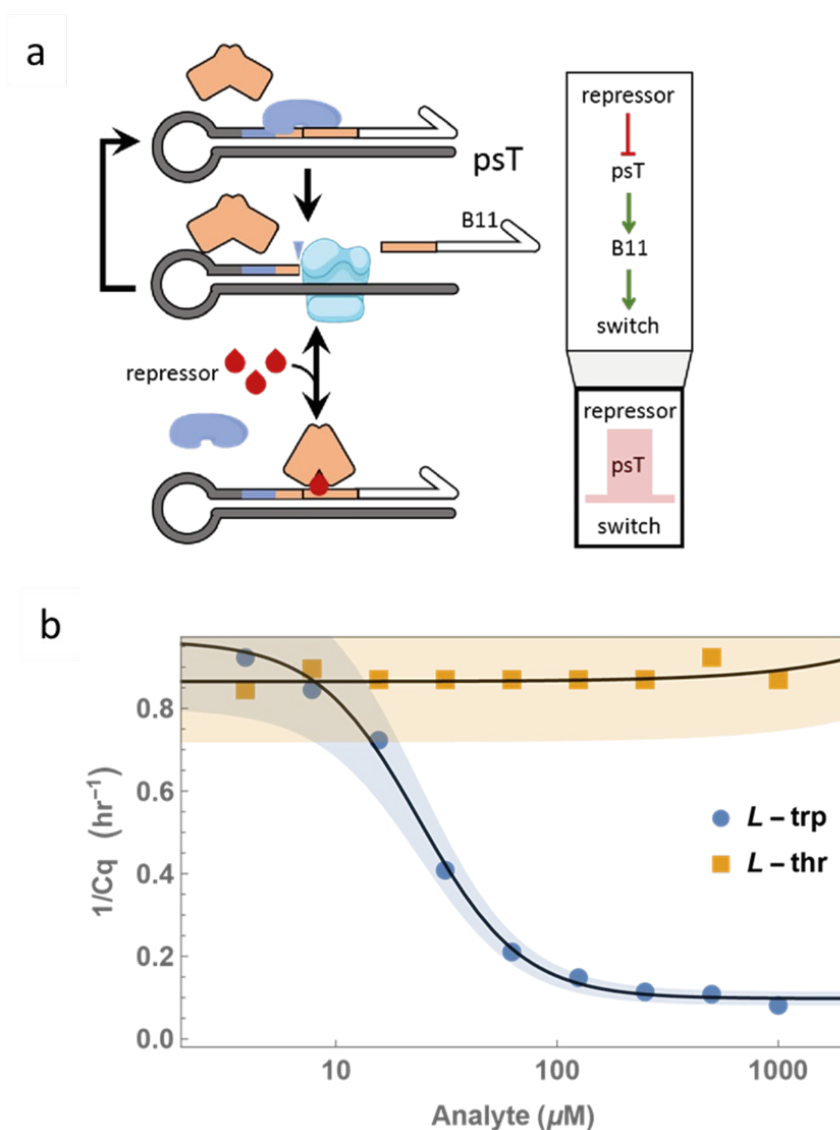 a
psT
B11
repressor
repressor
psT
B11
switch
repressor
psT
switch
b
1/Cq (hr⁻¹)
0.8
0.6
0.4
0.2
0.0
L – trp
L – thr
10
100
1000
Analyte (μM)